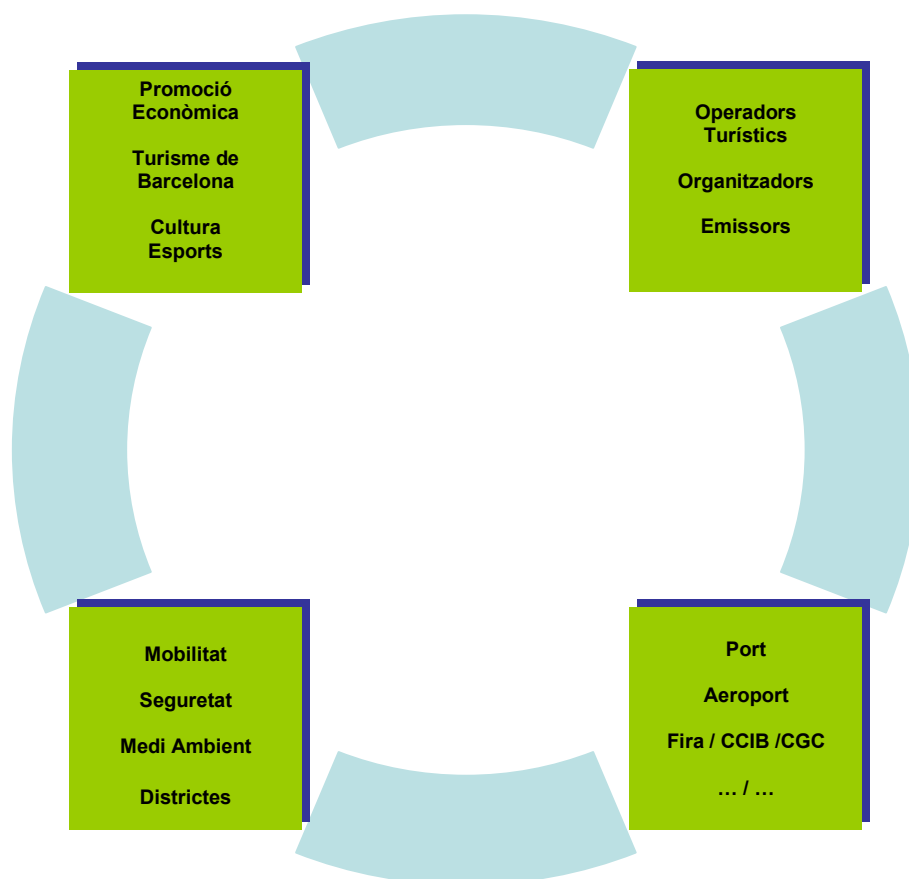 Promoció
Econòmica
Turisme de
Barcelona
Cultura
Esports
Operadors
Turístics
Organitzadors
Emissors
Mobilitat
Seguretat
Medi Ambient
Districtes
Port
Aeroport
Fira / CCIB /CGC
… / …